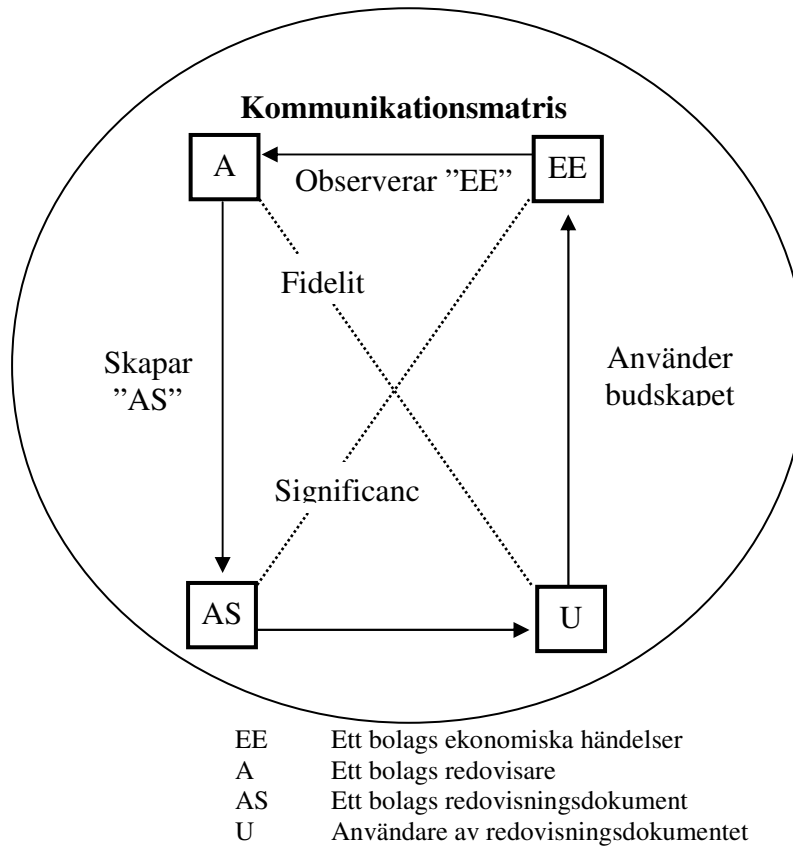 Kommunikationsmatris
A
EE
Observerar ”EE”
Fidelit
Skapar
”AS”
Använder
budskapet
Significanc
AS
U
EE Ett bolags ekonomiska händelser
A Ett bolags redovisare
AS Ett bolags redovisningsdokument
U Användare av redovisningsdokumentet